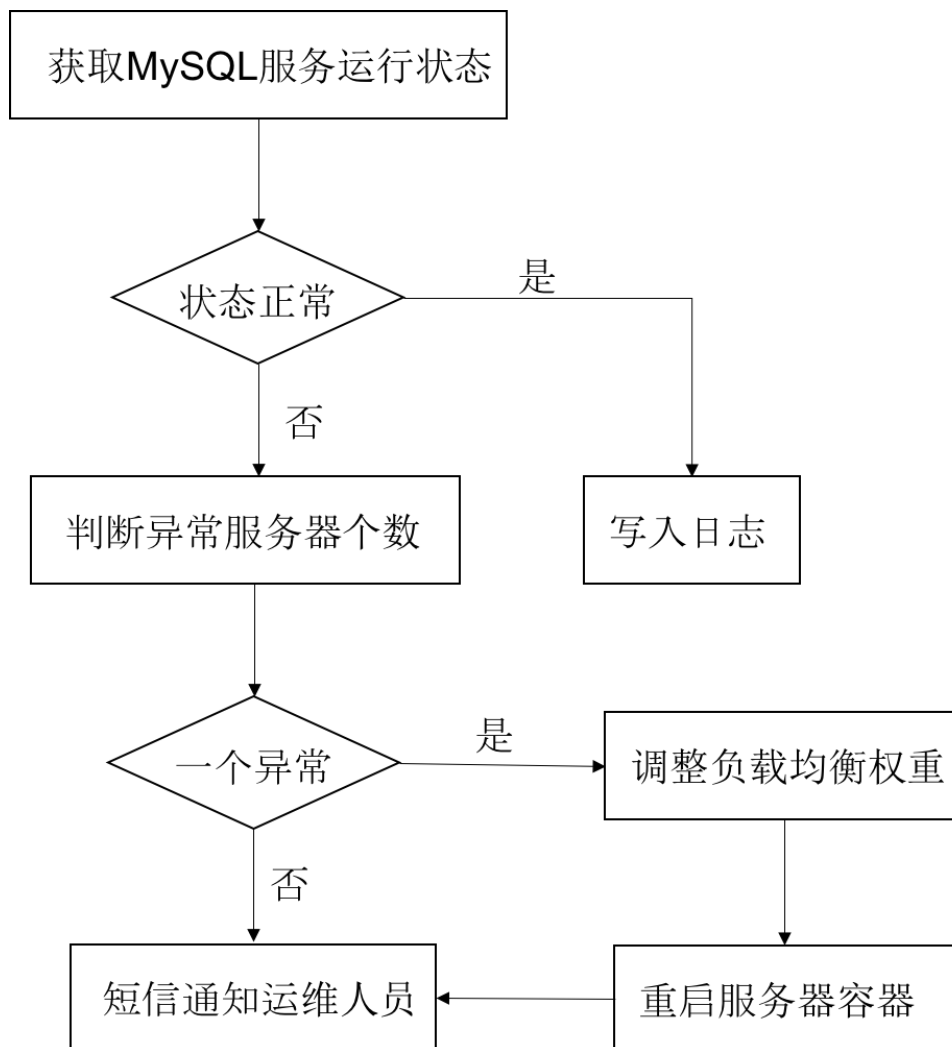 获取MySQL服务运行状态
状态正常
是
否
判断异常服务器个数
写入日志
一个异常
是
调整负载均衡权重
否
短信通知运维人员
重启服务器容器